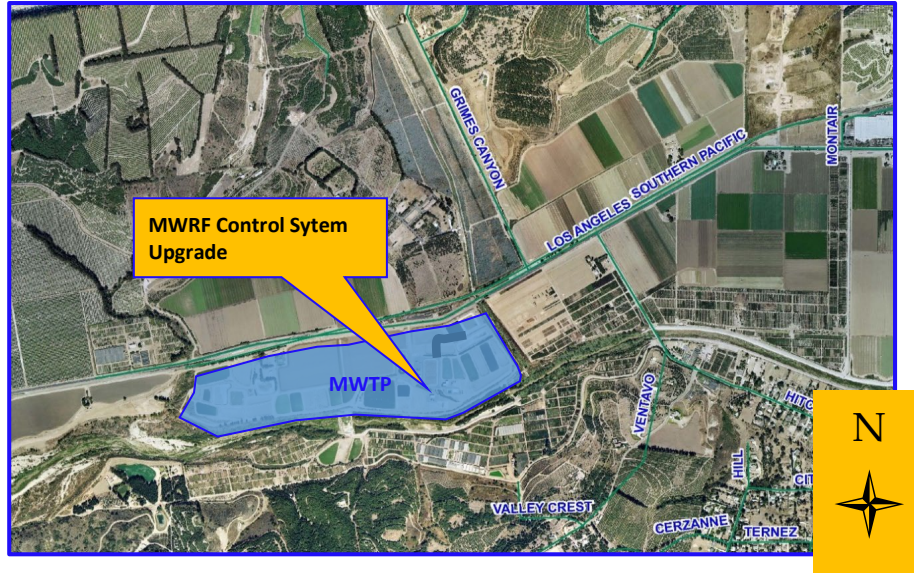 GRIMES CANYON
MONTAIR
LOS ANGELES SOUTHERN PACIFIC
MWRF Control Sytem
Upgrade
MWTP
VENTAVO
HILL
N
VALLEY CREST
CERZANNE
TERNEZ